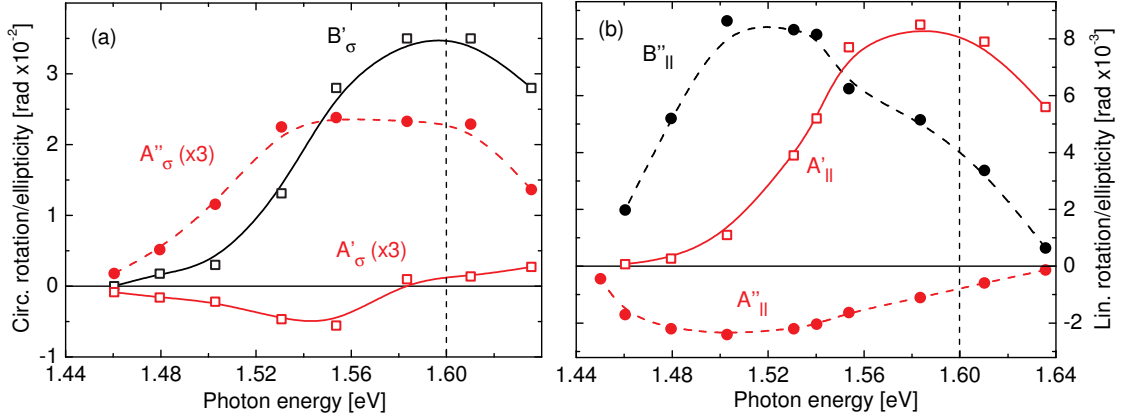 (a)
B'σ
A''σ (x3)
A'σ (x3)
Circ. rotation/ellipticity [rad x10-2]
3
2
1
0
-1
1.44 1.48 1.52 1.56 1.60
Photon energy [eV]
(b)
B''||
A'||
A''||
8
6
4
2
0
-2
Lin. rotation/ellipticity [rad x10-3]
1.44 1.48 1.52 1.56 1.60 1.64
Photon energy [eV]